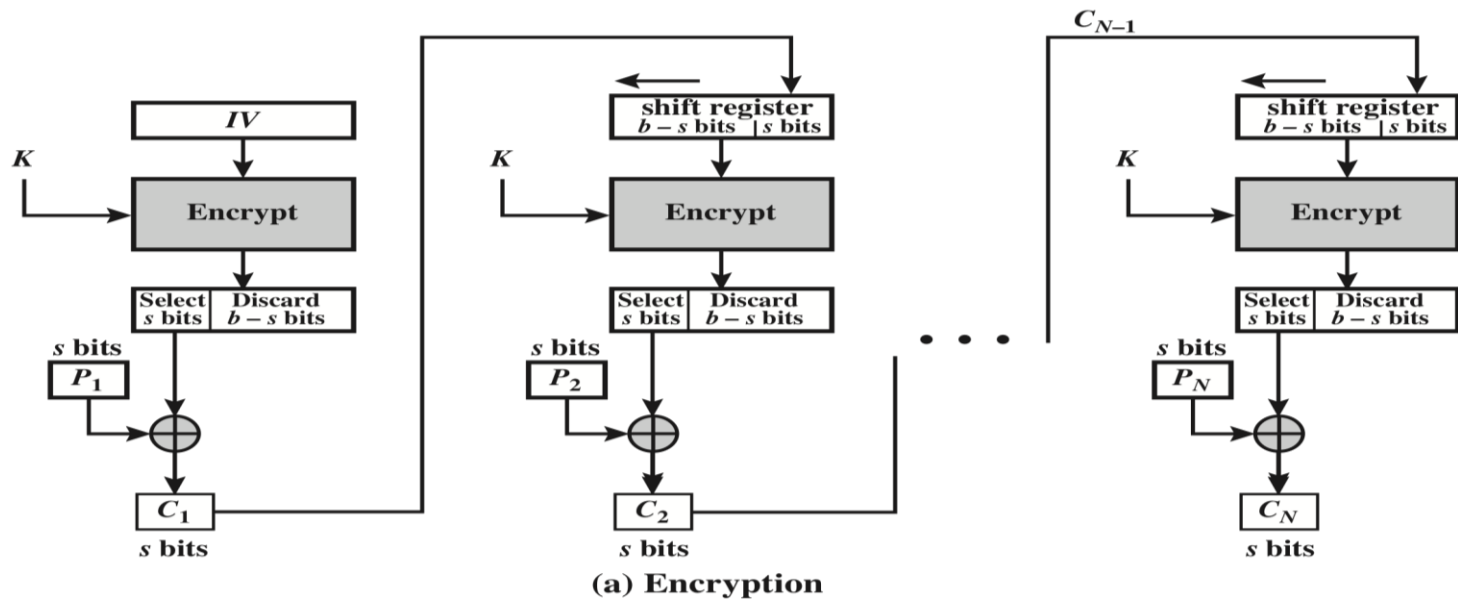 C_{N–1}
IV
shift register
b – s bits | s bits
shift register
b – s bits | s bits
K
K
K
Encrypt
Encrypt
Encrypt
Select
s bits
Discard
b – s bits
Select
s bits
Discard
b – s bits
Select
s bits
Discard
b – s bits
s bits
P_1
s bits
P_2
s bits
P_N
C_1
s bits
C_2
s bits
C_N
s bits
(a) Encryption